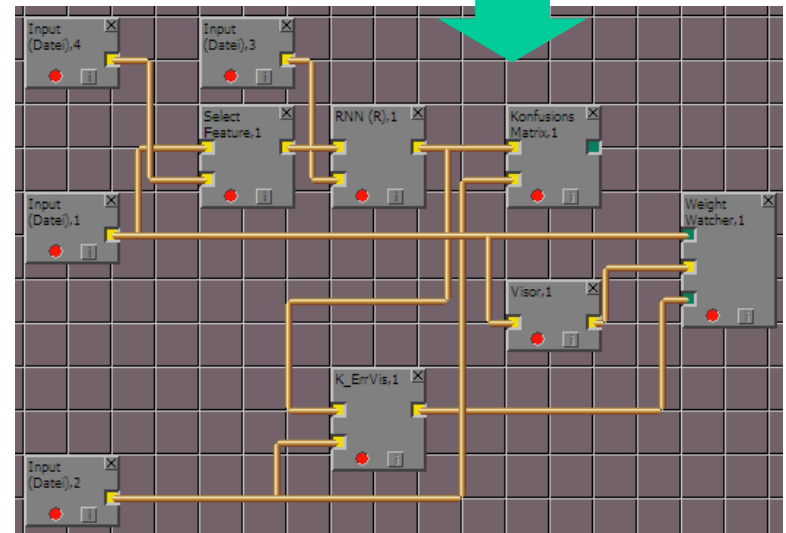 Input
(Datei),4
Input
(Datei),3
Select
Feature,1
RNN (R),1
Konfusions
Matrix,1
Input
(Datei),1
Weight
Watcher,1
Visor,1
K_ErrVis,1
Input
(Datei),2